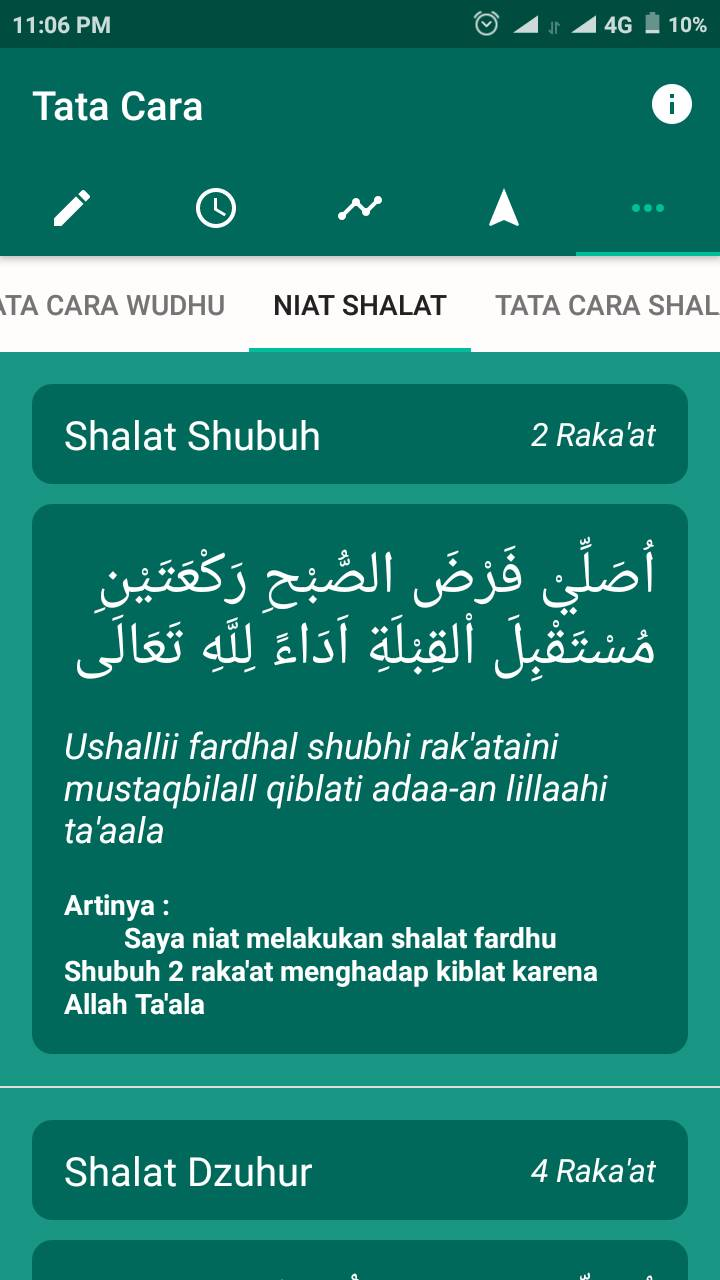 11:06 PM 4G 10%
Tata Cara
ATA CARA WUDHU NIAT SHALAT TATA CARA SHAL
Shalat Shubuh 2 Raka'at
اُصَلِّيْ فَرْضَ الصُّبْحِ رَكْعَتَيْنِ
مُسْتَقْبِلَ اْلقِبْلَةِ اَدَاءً لِلَّهِ تَعَالَى
Ushallii fardhal shubhi rak'ataini
mustaqbilall qiblati adaa-an lillaahi
ta'aala
Artinya :
Saya niat melakukan shalat fardhu
Shubuh 2 raka'at menghadap kiblat karena
Allah Ta'ala
Shalat Dzuhur 4 Raka'at